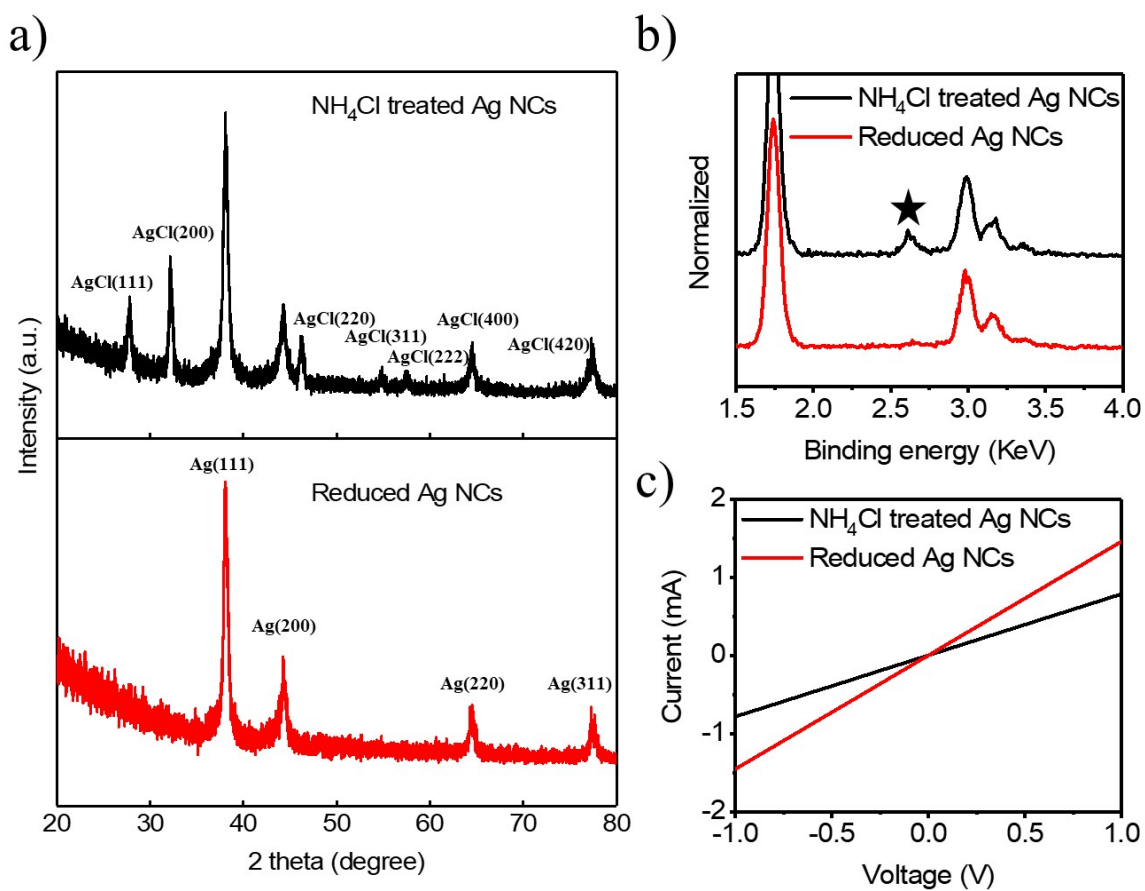 a)
NH₄Cl treated Ag NCs
AgCl(200)
AgCl(111)
AgCl(220)
AgCl(311)
AgCl(222)
AgCl(400)
AgCl(420)
Intensity (a.u.)
Ag(111)
Reduced Ag NCs
Ag(200)
Ag(220)
Ag(311)
20 30 40 50 60 70 80
2 theta (degree)
b)
NH₄Cl treated Ag NCs
Reduced Ag NCs
Normalized
1.5 2.0 2.5 3.0 3.5 4.0
Binding energy (KeV)
c)
NH₄Cl treated Ag NCs
Reduced Ag NCs
Current (mA)
2
1
0
-1
-2
-1.0 -0.5 0.0 0.5 1.0
Voltage (V)